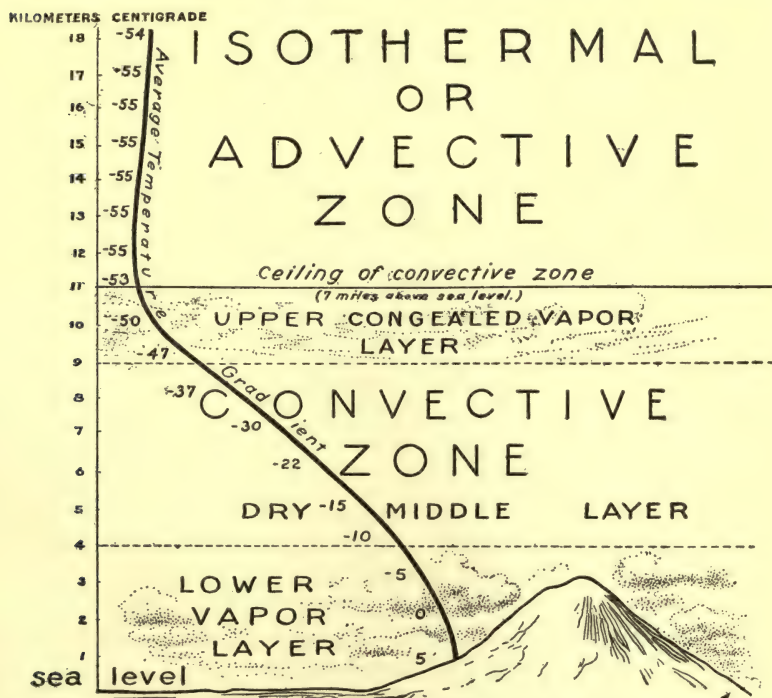 KILOMETERS CENTIGRADE
18 -54 ISOTHERMAL
17 -55
16 -55 OR
15 -55 ADVECTIVE
14 -55
13 -55 ZONE
12 -55
Average Temperature Gradient
Ceiling of convective zone
11 -53
(7 miles above sea level.)
10 -50 UPPER CONGEALED VAPOR
LAYER
-47
9
8 -37 CONVECTIVE
7 -30
6 -22 ZONE
5 DRY -15 MIDDLE LAYER
-10
4
3 LOWER -5
2 VAPOR 0
1 LAYER 5
sea level